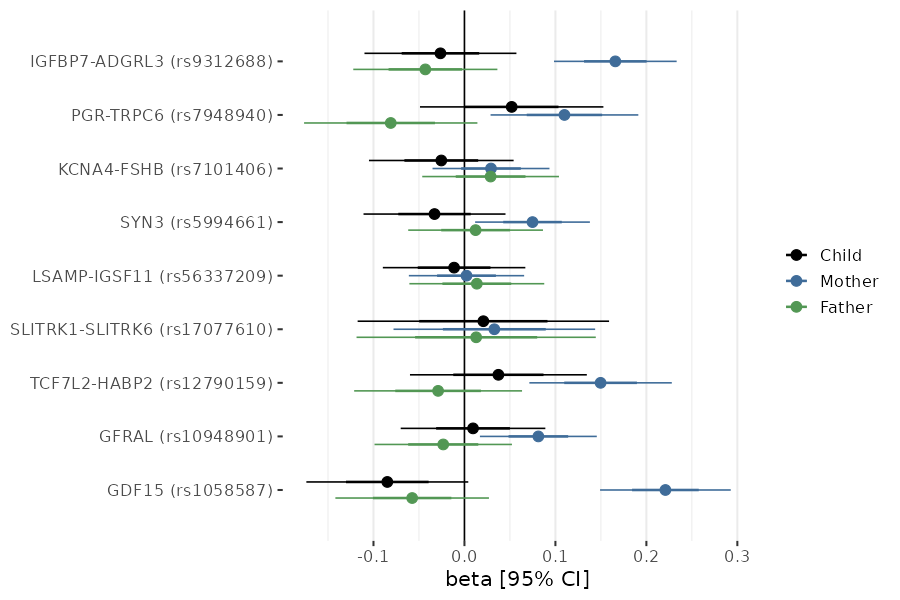 IGFBP7-ADGRL3 (rs9312688)
PGR-TRPC6 (rs7948940)
KCNA4-FSHB (rs7101406)
SYN3 (rs5994661)
LSAMP-IGSF11 (rs56337209)
SLITRK1-SLITRK6 (rs17077610)
TCF7L2-HABP2 (rs12790159)
GFRAL (rs10948901)
GDF15 (rs1058587)
-0.1 0.0 0.1 0.2 0.3
beta [95% CI]
Child
Mother
Father